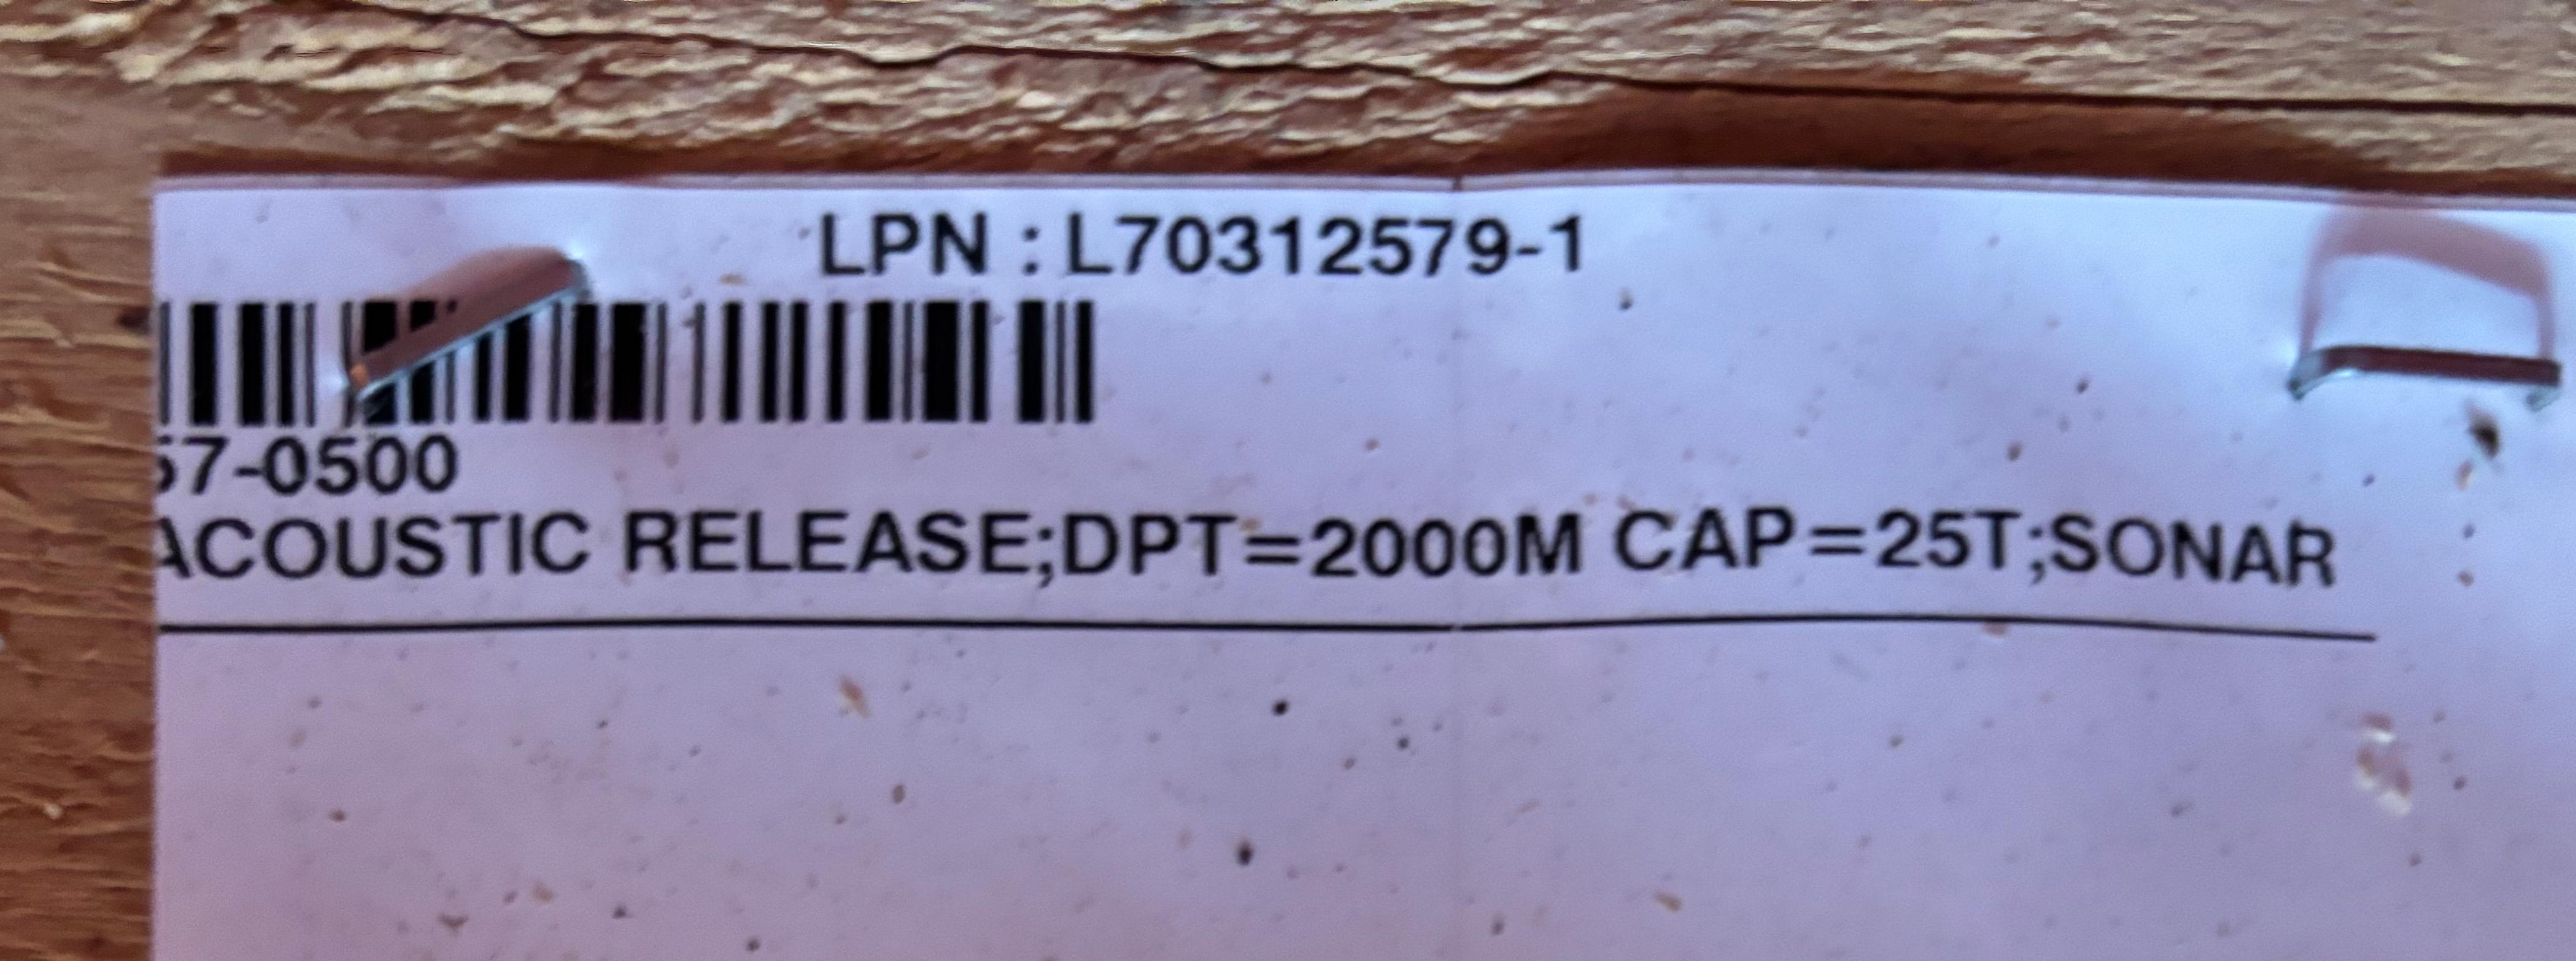 LPN : L70312579-1
57-0500
ACOUSTIC RELEASE;DPT=2000M CAP=25T;SONAR